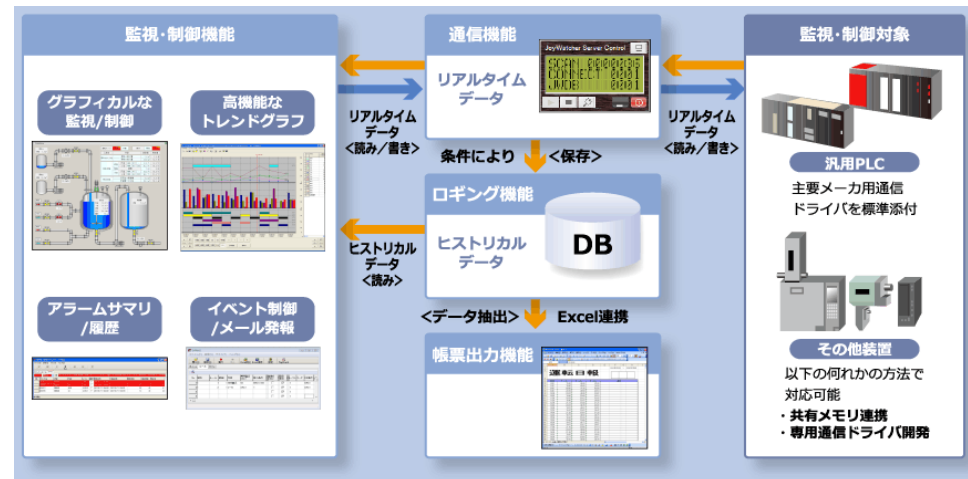 監視・制御機能
グラフィカルな
監視/制御
高機能な
トレンドグラフ
アラームサマリ
/履歴
イベント制御
/メール発報
リアルタイム
データ
<読み／書き>
ヒストリカル
データ
<読み>
通信機能
リアルタイム
データ
JoyWatcher Server Control
SCAN 00000036
CONNECT 0001
JWDB 0001
条件により
<保存>
ロギング機能
ヒストリカル
データ
DB
<データ抽出>
Excel連携
帳票出力機能
リアルタイム
データ
<読み／書き>
監視・制御対象
汎用PLC
主要メーカ用通信
ドライバを標準添付
その他装置
以下の何れかの方法で
対応可能
・共有メモリ連携
・専用通信ドライバ開発